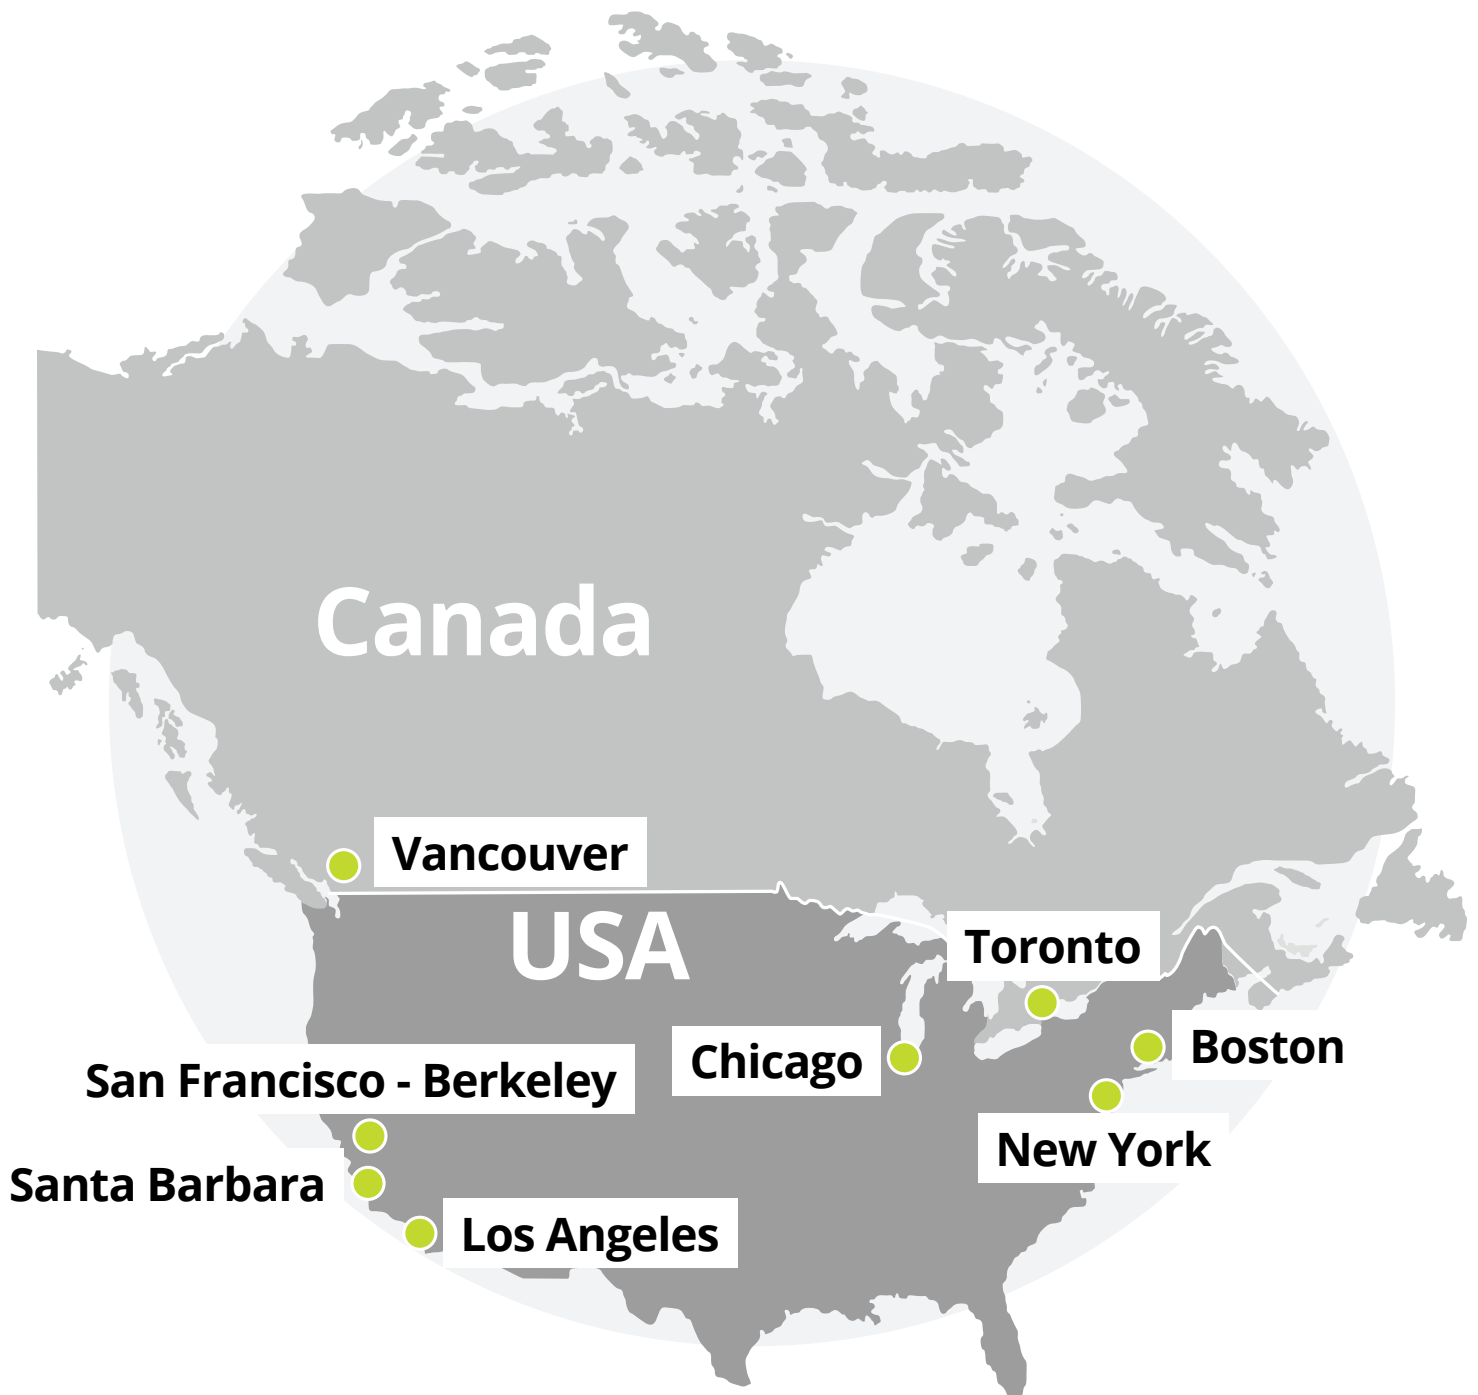 Canada
Vancouver
USA
Toronto
Boston
Chicago
San Francisco - Berkeley
New York
Santa Barbara
Los Angeles